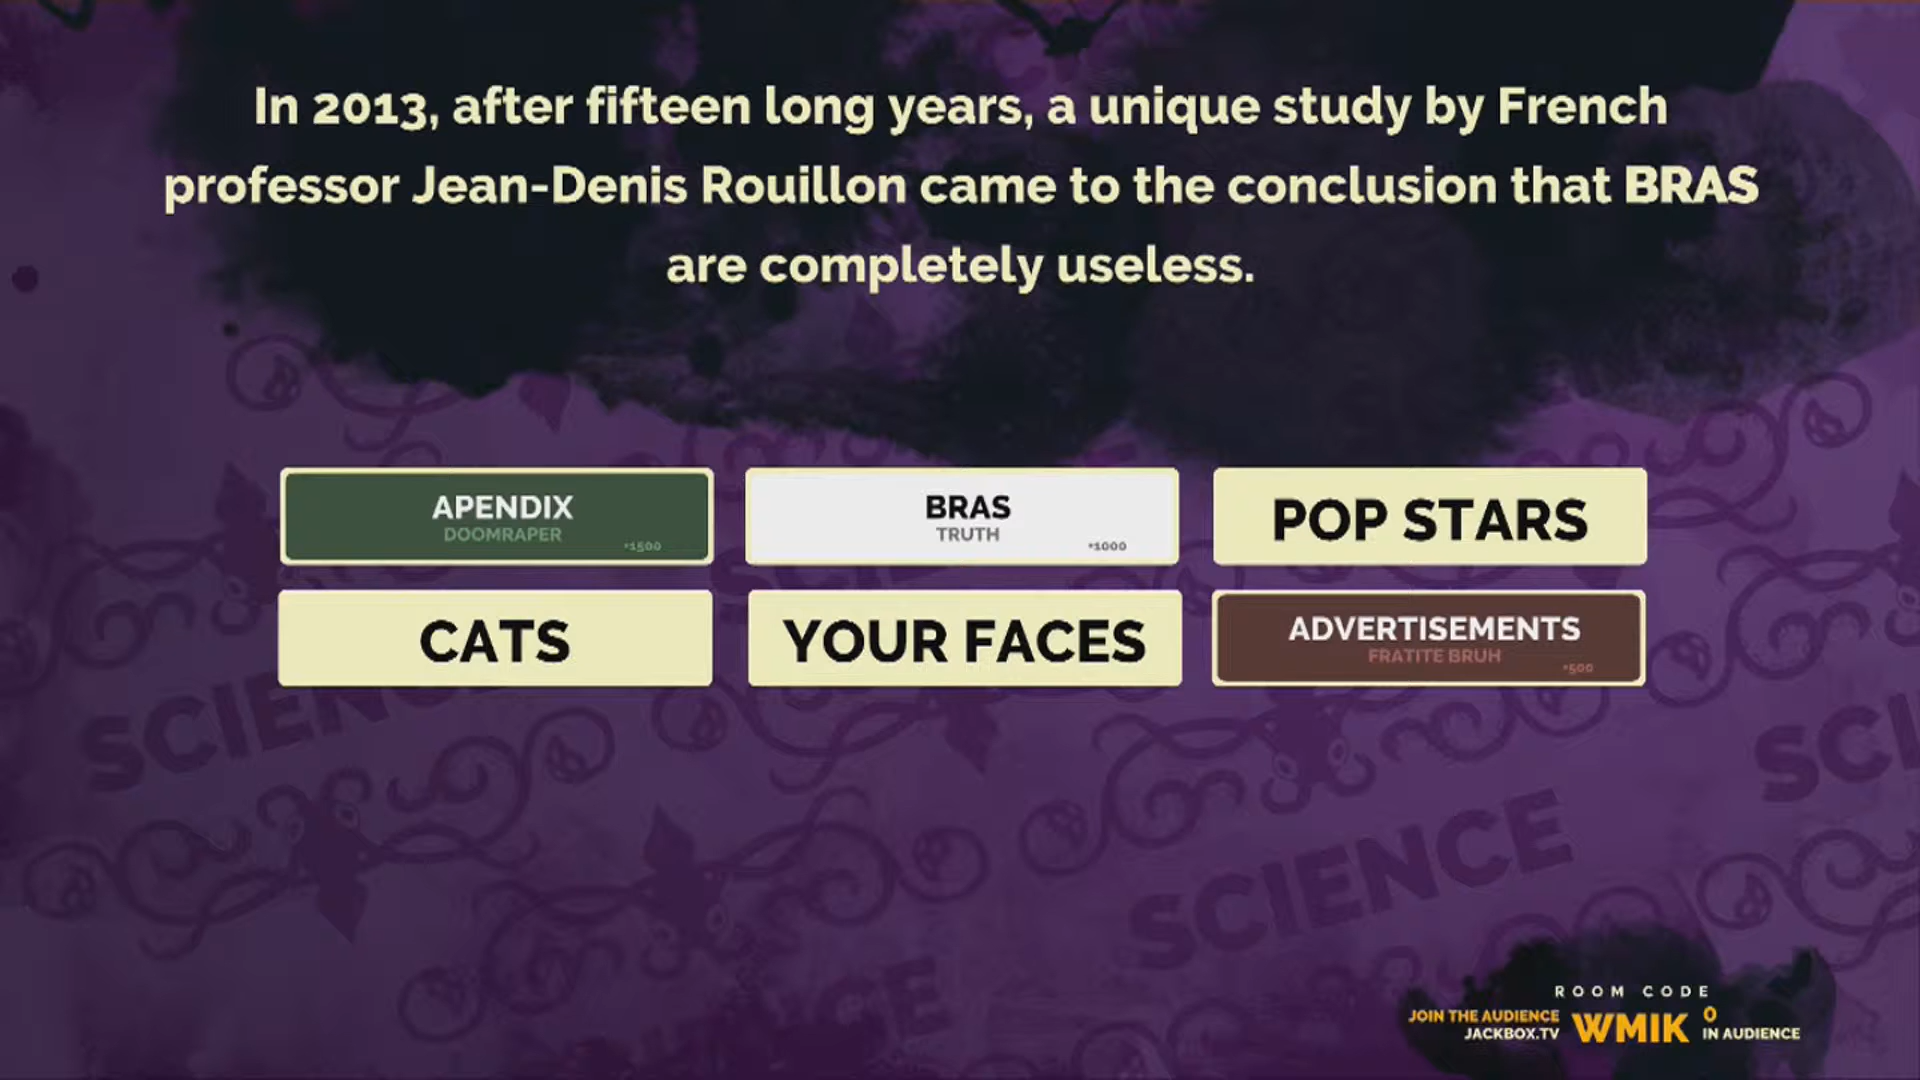 In 2013, after fifteen long years, a unique study by French
professor Jean-Denis Rouillon came to the conclusion that BRAS
are completely useless.
APENDIX
DOOMRAPER
+1500
BRAS
TRUTH
+1000
POP STARS
CATS
YOUR FACES
ADVERTISEMENTS
FRATITE BRUH
+500
SCIENCE
SCIENCE
SCIENCE
ROOM CODE
JOIN THE AUDIENCE
JACKBOX.TV
WMIK
0
IN AUDIENCE